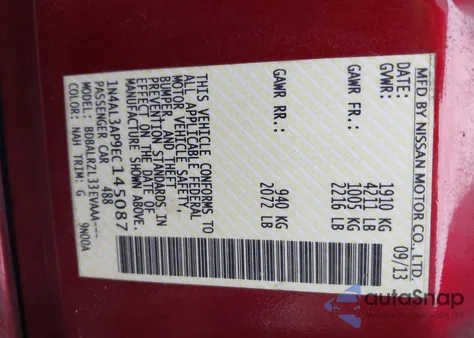 MFD BY NISSAN MOTOR CO., LTD.
DATE: 09/13
GVWR: 1910 KG
4211 LB
GAWR FR.: 1005 KG
2216 LB
GAWR RR.: 940 KG
2072 LB
THIS VEHICLE CONFORMS TO
ALL APPLICABLE FEDERAL
MOTOR VEHICLE SAFETY,
BUMPER, AND THEFT
PREVENTION STANDARDS IN
EFFECT ON THE DATE OF
MANUFACTURE SHOWN ABOVE.
1N4AL3AP9EC145087
PASSENGER CAR 488
MODEL: BDBALRZL33EVAAA---
COLOR: NAH TRIM: G 9N00A
autoSnap